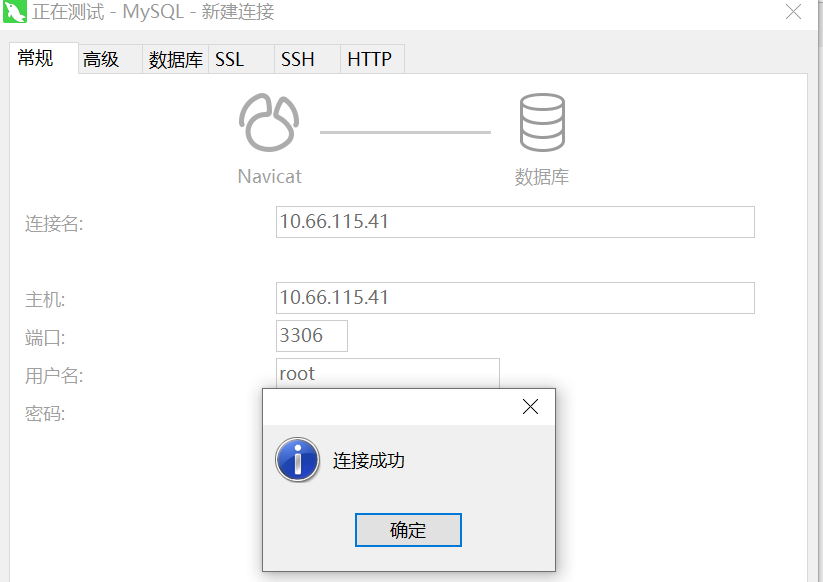 正在测试 - MySQL - 新建连接
常规 高级 数据库 SSL SSH HTTP
Navicat 数据库
连接名: 10.66.115.41
主机: 10.66.115.41
端口: 3306
用户名: root
密码:
连接成功
确定